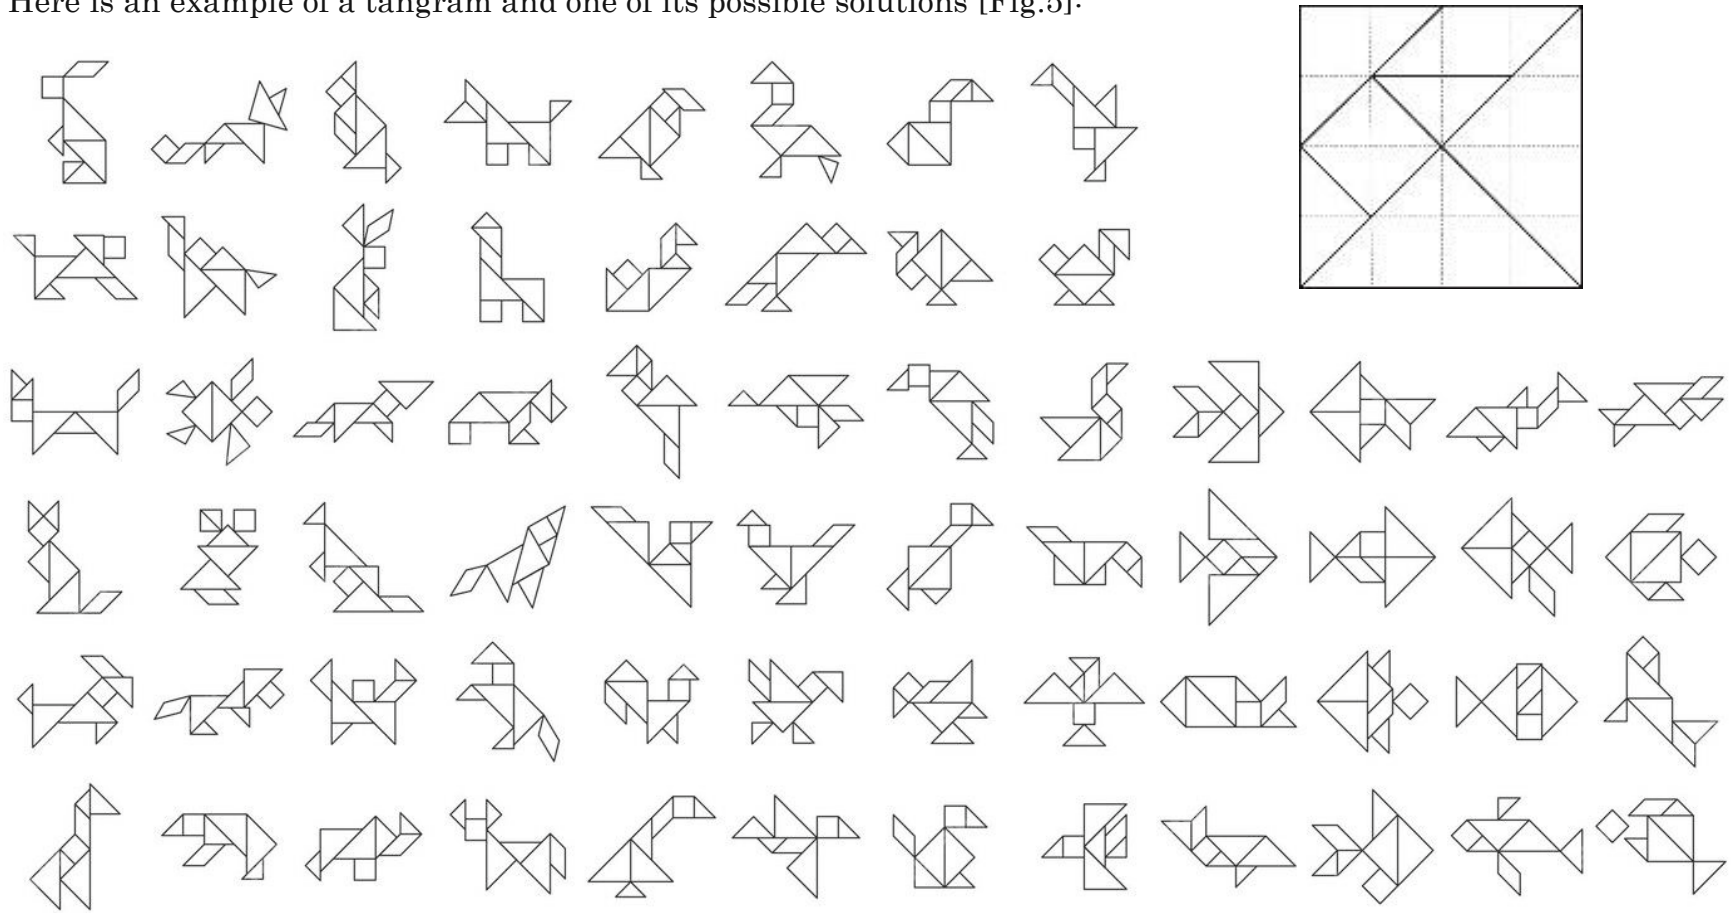 Here is an example of a tangram and one of its possible solutions [Fig.5]: